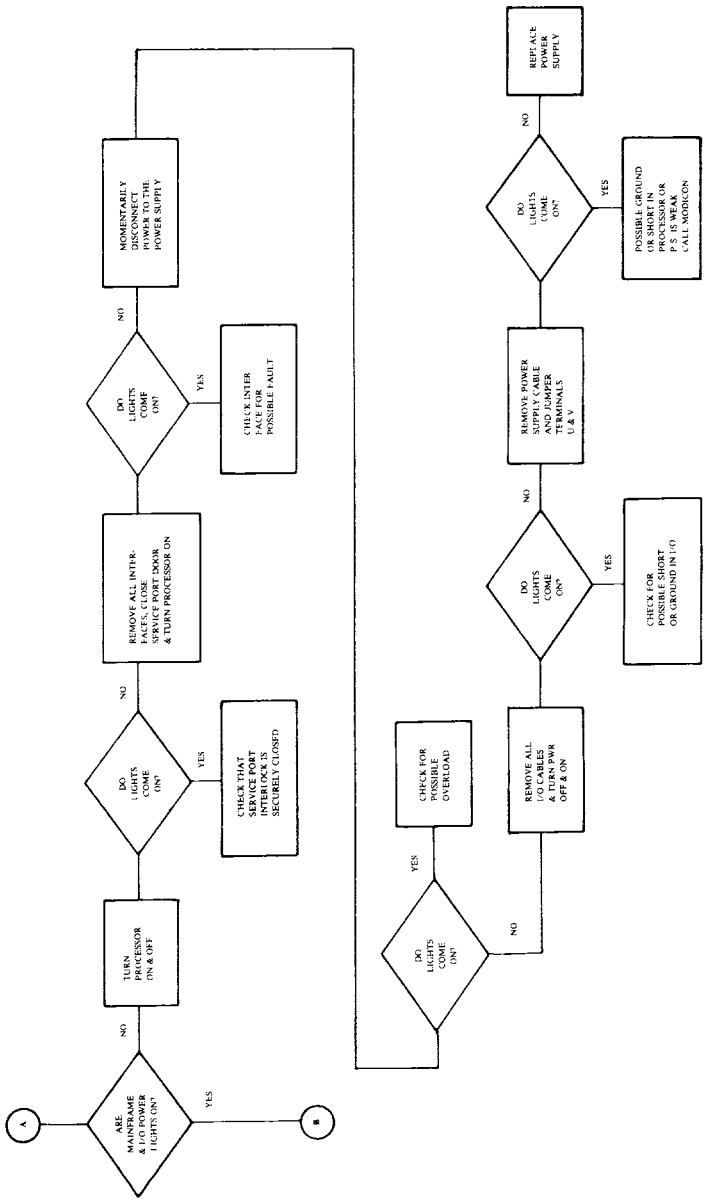 A
ARE
MAINFRAME
& I/O POWER
LIGHTS ON?
YES
B
NO
TURN
PROCESSOR
ON & OFF
DO
LIGHTS
COME
ON?
YES
CHECK THAT
SERVICE PORT
INTERLOCK IS
SECURELY CLOSED
NO
REMOVE ALL INTER-
FACES, CLOSE
SERVICE PORT DOOR
& TURN PROCESSOR ON
DO
LIGHTS
COME
ON?
YES
CHECK INTER
FACE FOR
POSSIBLE FAULT
NO
MOMENTARILY
DISCONNECT
POWER TO THE
POWER SUPPLY
DO
LIGHTS
COME
ON?
YES
CHECK FOR
POSSIBLE
OVERLOAD
NO
REMOVE ALL
I/O CABLES
& TURN PWR
OFF & ON
DO
LIGHTS
COME
ON?
YES
CHECK FOR
POSSIBLE SHORT
OR GROUND IN I/O
NO
REMOVE POWER
SUPPLY CABLE
AND JUMPER
TERMINALS
U & V
DO
LIGHTS
COME
ON?
YES
POSSIBLE GROUND
OR SHORT IN
PROCESSOR OR
P.S. IS WEAK
CALL MODICON
NO
REPLACE
POWER
SUPPLY